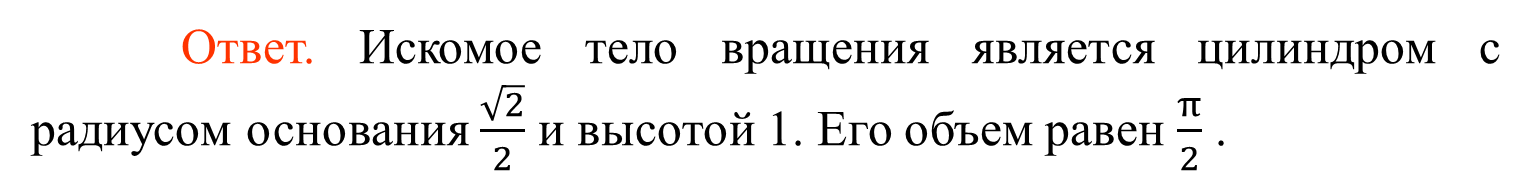 Ответ. Искомое тело вращения является цилиндром с
радиусом основания √2/2 и высотой 1. Его объем равен π/2 .